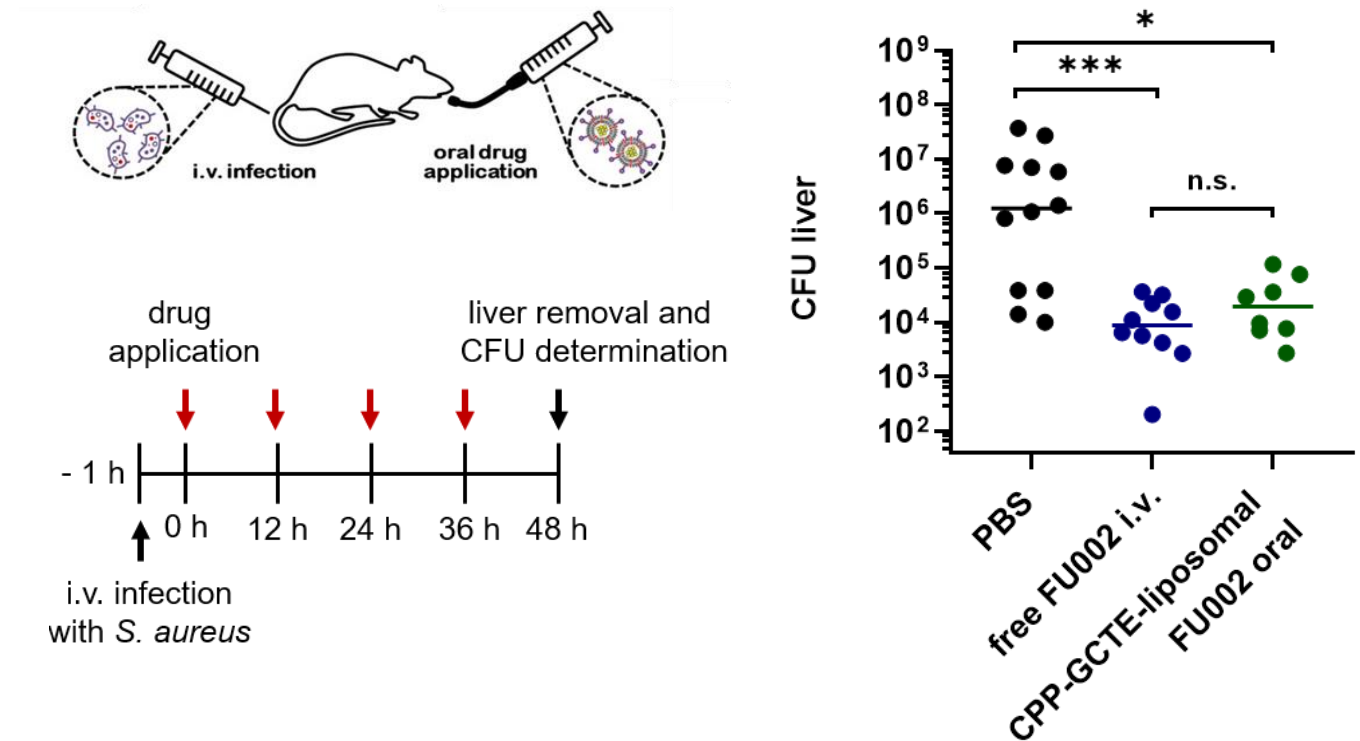 i.v. infection
oral drug
application
drug
application
liver removal and
CFU determination
- 1 h
0 h
12 h
24 h
36 h
48 h
i.v. infection
with S. aureus
CFU liver
10⁹
10⁸
10⁷
10⁶
10⁵
10⁴
10³
10²
*
***
n.s.
PBS
free FU002 i.v.
CPP-GCTE-liposomal
FU002 oral